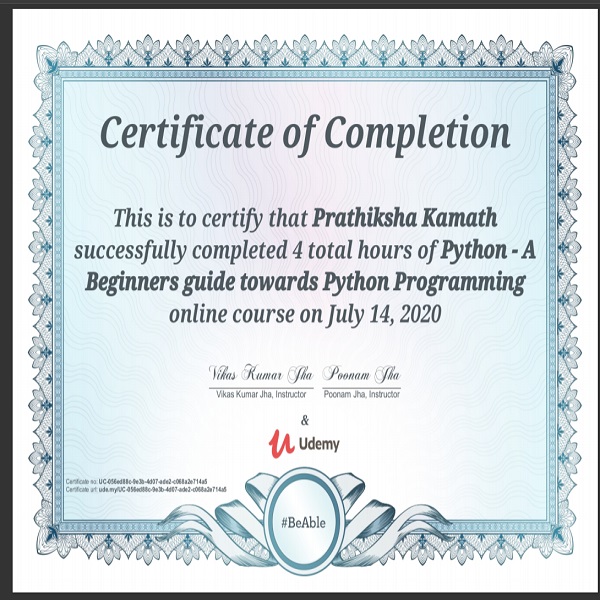 Certificate of Completion
This is to certify that Prathiksha Kamath
successfully completed 4 total hours of Python - A
Beginners guide towards Python Programming
online course on July 14, 2020
Vikas Kumar Jha Poonam Jha
Vikas Kumar Jha, Instructor Poonam Jha, Instructor
&
Udemy
Certificate no: UC-056ed88c-9e3b-4d07-ade2-c068a2e714a5
Certificate url: ude.my/UC-056ed88c-9e3b-4d07-ade2-c068a2e714a5
#BeAble